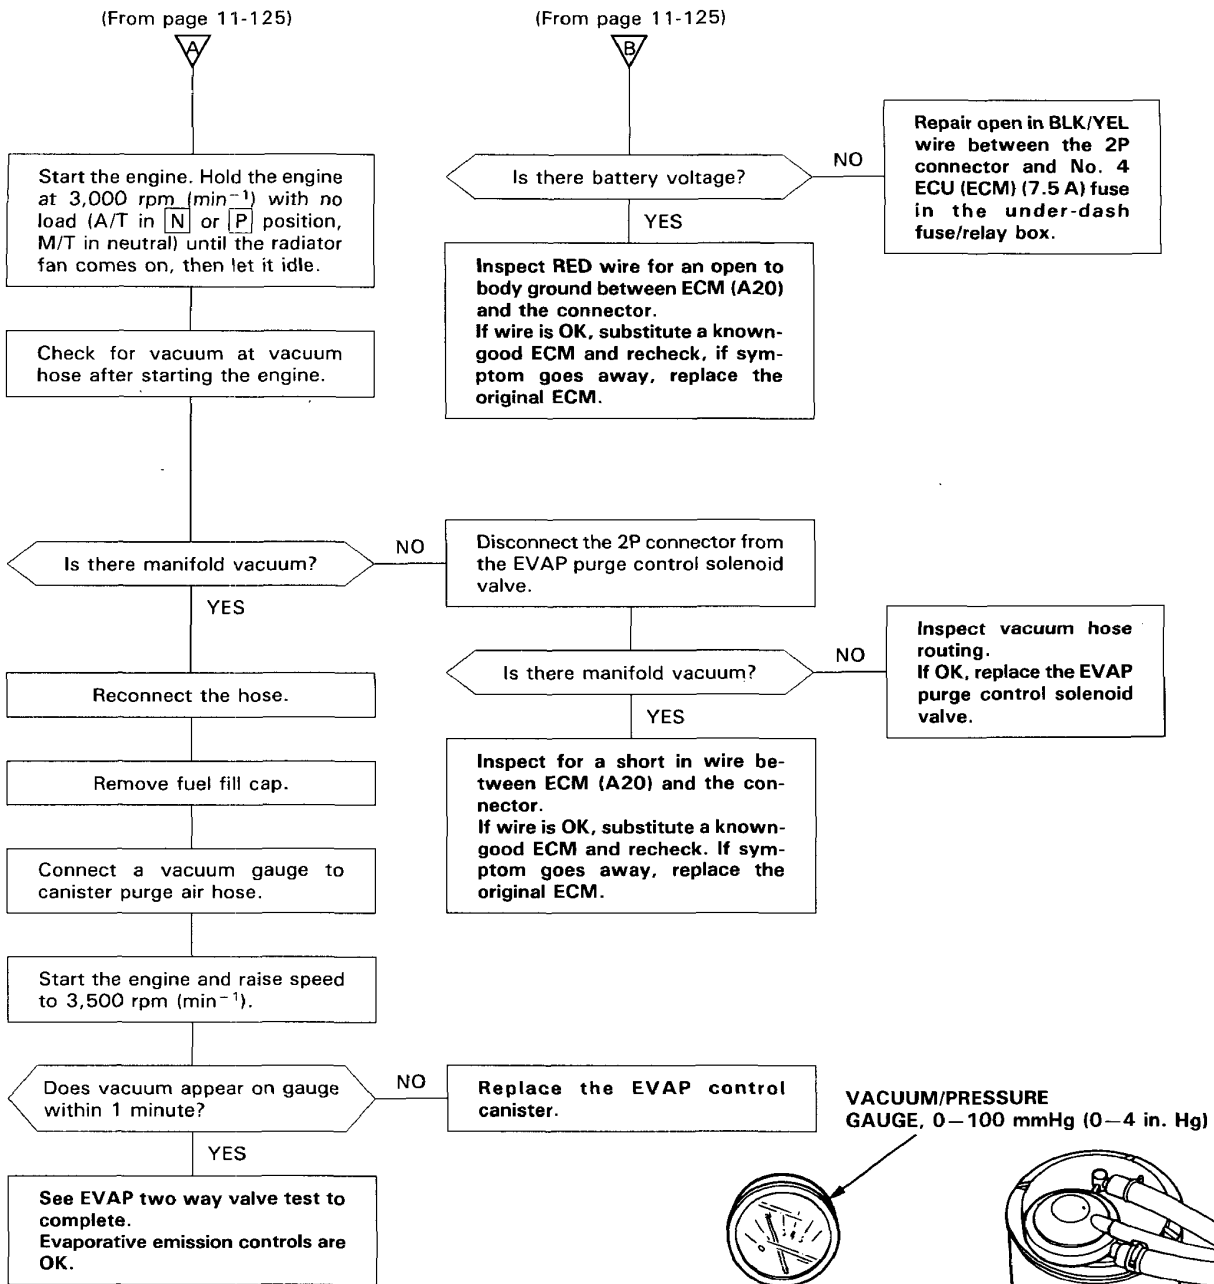 (From page 11-125)
A
Start the engine. Hold the engine
at 3,000 rpm (min⁻¹) with no
load (A/T in N or P position,
M/T in neutral) until the radiator
fan comes on, then let it idle.
Check for vacuum at vacuum
hose after starting the engine.
Is there manifold vacuum?
NO
YES
Disconnect the 2P connector from
the EVAP purge control solenoid
valve.
Is there manifold vacuum?
NO
Inspect vacuum hose
routing.
If OK, replace the EVAP
purge control solenoid
valve.
YES
Inspect for a short in wire be-
tween ECM (A20) and the con-
nector.
If wire is OK, substitute a known-
good ECM and recheck. If sym-
ptom goes away, replace the
original ECM.
Reconnect the hose.
Remove fuel fill cap.
Connect a vacuum gauge to
canister purge air hose.
Start the engine and raise speed
to 3,500 rpm (min⁻¹).
Does vacuum appear on gauge
within 1 minute?
NO
Replace the EVAP control
canister.
YES
See EVAP two way valve test to
complete.
Evaporative emission controls are
OK.
(From page 11-125)
B
Is there battery voltage?
NO
Repair open in BLK/YEL
wire between the 2P
connector and No. 4
ECU (ECM) (7.5 A) fuse
in the under-dash
fuse/relay box.
YES
Inspect RED wire for an open to
body ground between ECM (A20)
and the connector.
If wire is OK, substitute a known-
good ECM and recheck, if sym-
ptom goes away, replace the
original ECM.
VACUUM/PRESSURE
GAUGE, 0—100 mmHg (0—4 in. Hg)